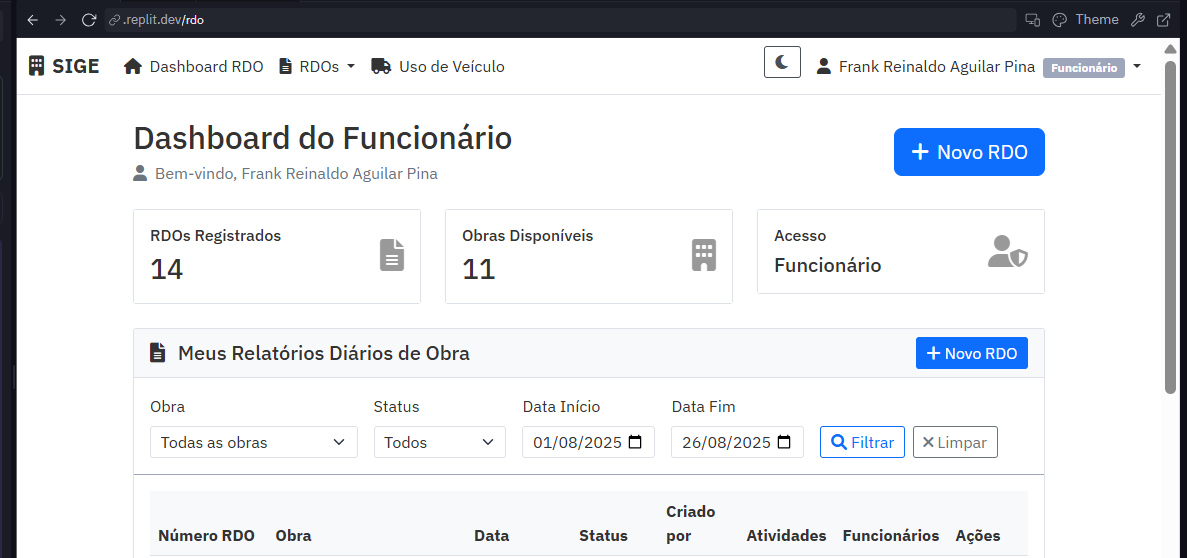 .replit.dev/rdo
Theme
SIGE
Dashboard RDO
RDOs
Uso de Veículo
Frank Reinaldo Aguilar Pina
Funcionário
Dashboard do Funcionário
Bem-vindo, Frank Reinaldo Aguilar Pina
+ Novo RDO
RDOs Registrados
14
Obras Disponíveis
11
Acesso
Funcionário
Meus Relatórios Diários de Obra
+ Novo RDO
Obra
Status
Data Início
Data Fim
Todas as obras
Todos
01/08/2025
26/08/2025
Filtrar
Limpar
Número RDO
Obra
Data
Status
Criado
por
Atividades
Funcionários
Ações